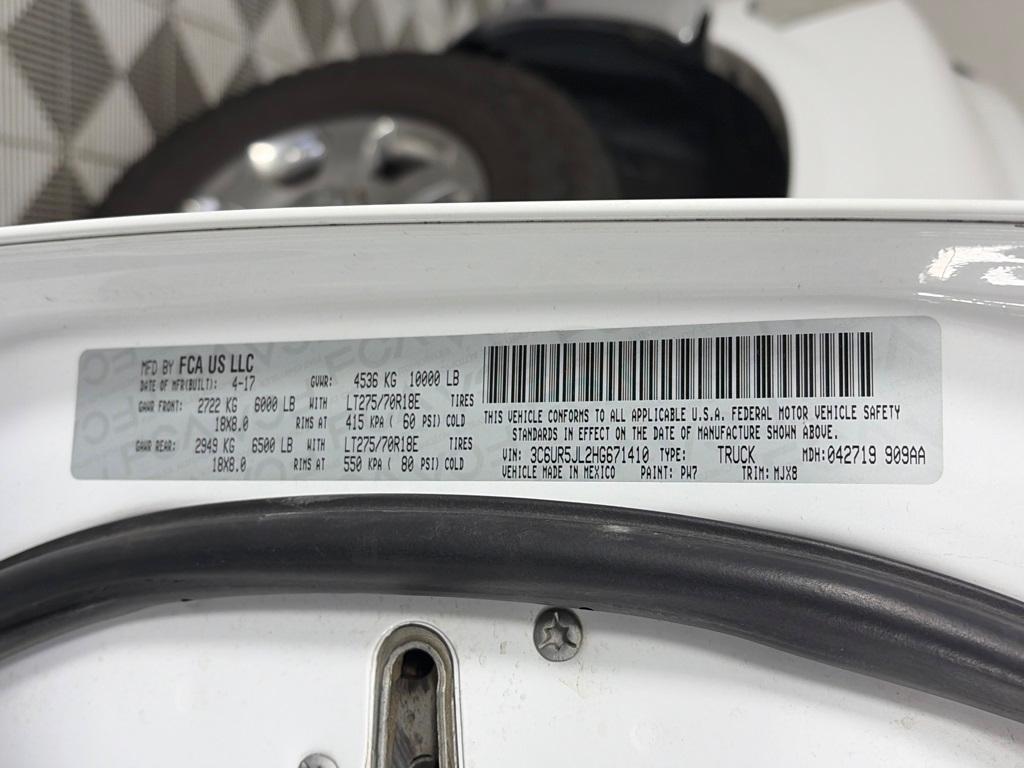 MFD BY FCA US LLC
DATE OF MFR(BUILT): 4-17 GVWR: 4536 KG 10000 LB
GAWR FRONT: 2722 KG 6000 LB WITH LT275/70R18E TIRES
18X8.0 RIMS AT 415 KPA ( 60 PSI) COLD
GAWR REAR: 2949 KG 6500 LB WITH LT275/70R18E TIRES
18X8.0 RIMS AT 550 KPA ( 80 PSI) COLD
THIS VEHICLE CONFORMS TO ALL APPLICABLE U.S.A. FEDERAL MOTOR VEHICLE SAFETY
STANDARDS IN EFFECT ON THE DATE OF MANUFACTURE SHOWN ABOVE.
VIN: 3C6UR5JL2HG671410 TYPE: TRUCK MDH:042719 909AA
VEHICLE MADE IN MEXICO PAINT: PW7 TRIM: MJX8